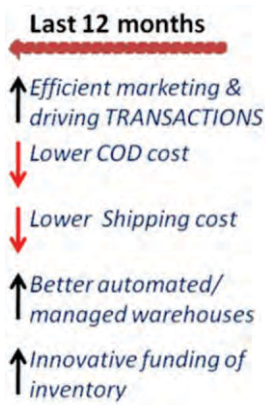 Last 12 months
Efficient marketing &
driving TRANSACTIONS
Lower COD cost
Lower Shipping cost
Better automated/
managed warehouses
Innovative funding of
inventory